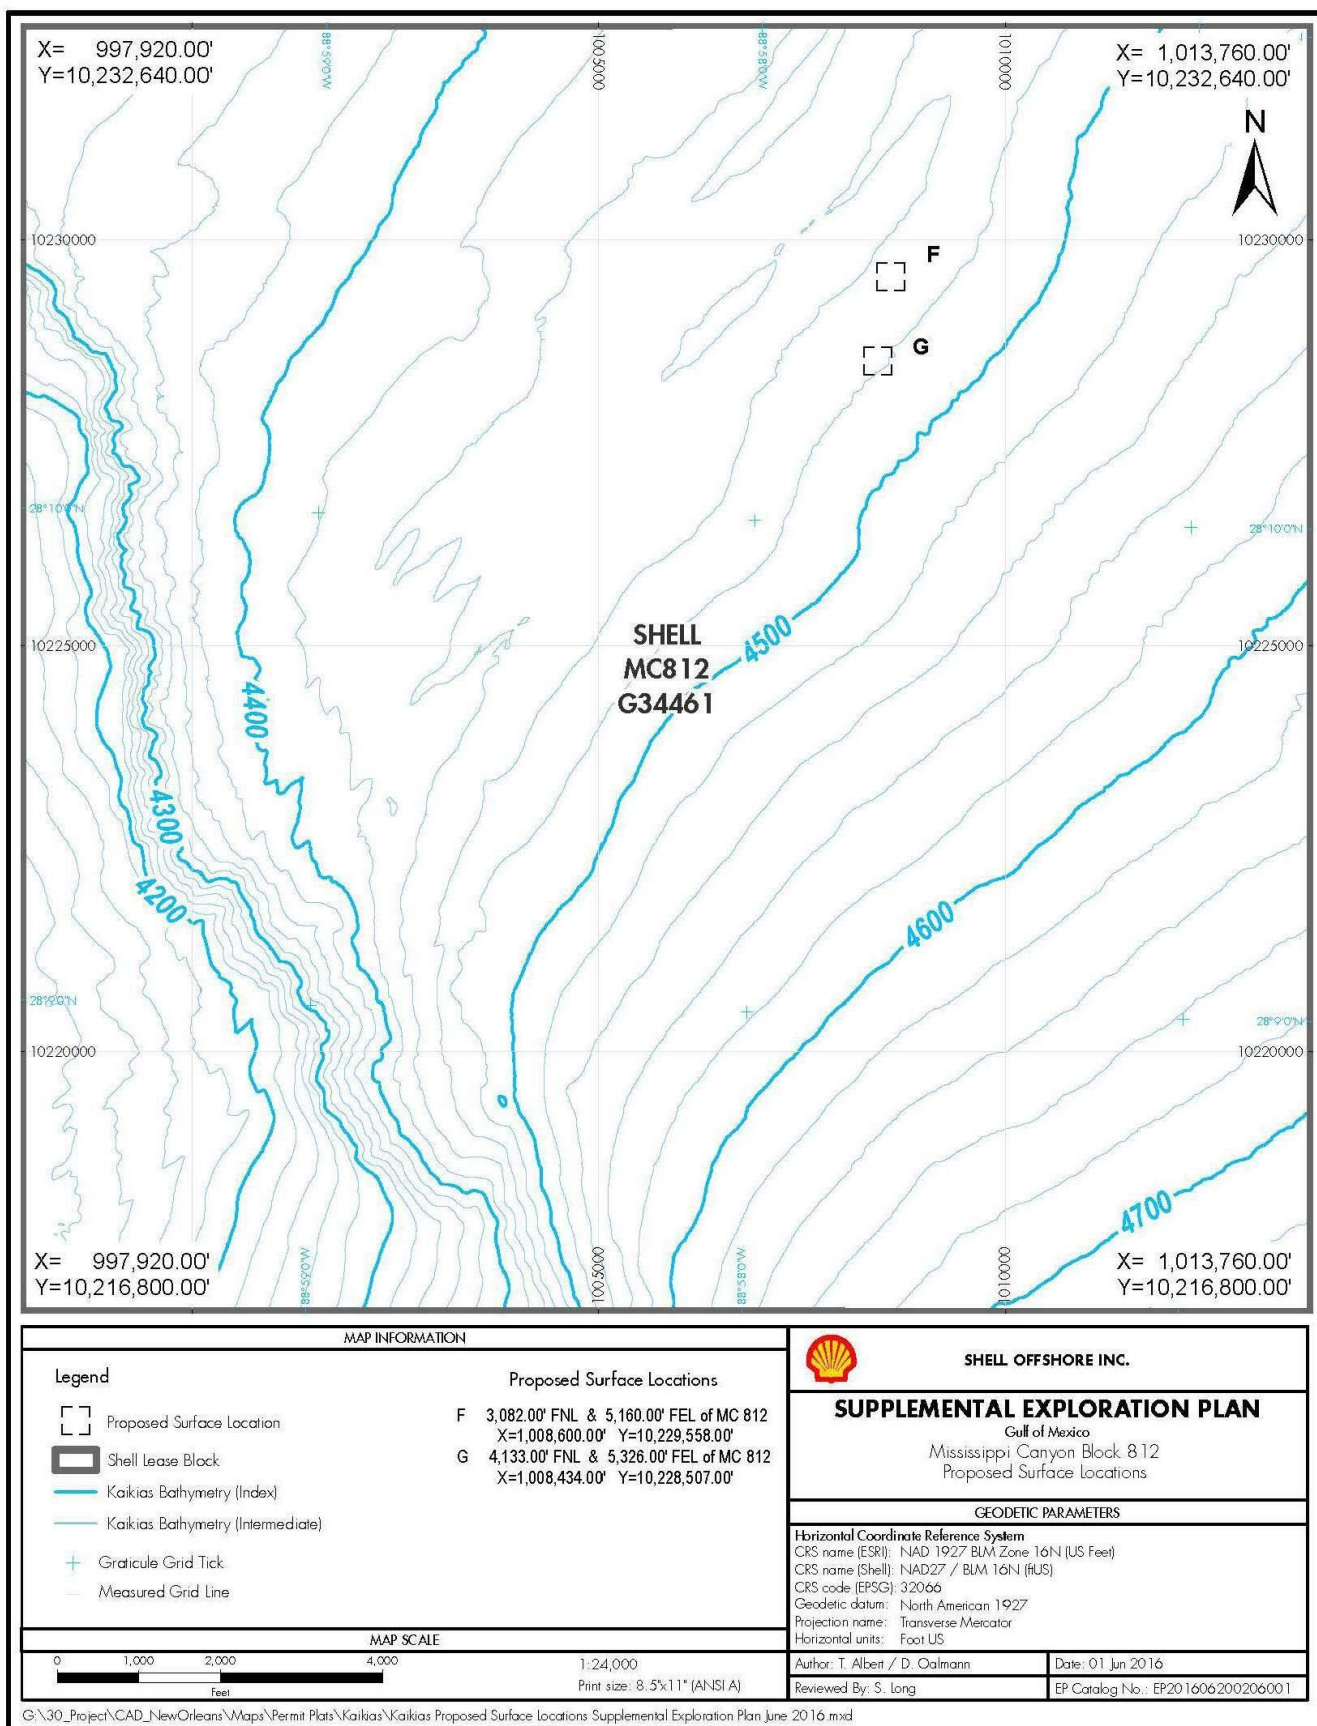 X= 997,920.00'
Y=10,232,640.00'
88°59'0"W
1005000
88°58'0"W
1010000
X= 1,013,760.00'
Y=10,232,640.00'
N
10230000
10230000
F
G
28°10'0"N
28°10'0"N
10225000
10225000
SHELL
MC812
G34461
4500
4400
4300
4200
4600
28°9'0"N
28°9'0"N
10220000
10220000
4700
X= 997,920.00'
Y=10,216,800.00'
88°59'0"W
1005000
88°58'0"W
1010000
X= 1,013,760.00'
Y=10,216,800.00'
MAP INFORMATION
Legend
Proposed Surface Location
Shell Lease Block
Kaikias Bathymetry (Index)
Kaikias Bathymetry (Intermediate)
Graticule Grid Tick
Measured Grid Line
Proposed Surface Locations
F 3,082.00' FNL & 5,160.00' FEL of MC 812
X=1,008,600.00' Y=10,229,558.00'
G 4,133.00' FNL & 5,326.00' FEL of MC 812
X=1,008,434.00' Y=10,228,507.00'
MAP SCALE
0 1,000 2,000 4,000
Feet
1:24,000
Print size: 8.5"x11" (ANSI A)
SHELL OFFSHORE INC.
SUPPLEMENTAL EXPLORATION PLAN
Gulf of Mexico
Mississippi Canyon Block 812
Proposed Surface Locations
GEODETIC PARAMETERS
Horizontal Coordinate Reference System
CRS name (ESRI): NAD 1927 BLM Zone 16N (US Feet)
CRS name (Shell): NAD27 / BLM 16N (ftUS)
CRS code (EPSG): 32066
Geodetic datum: North American 1927
Projection name: Transverse Mercator
Horizontal units: Foot US
Author: T. Albert / D. Oalmann
Date: 01 Jun 2016
Reviewed By: S. Long
EP Catalog No.: EP201606200206001
G:\30_Project\CAD_NewOrleans\Maps\Permit Plats\Kaikias\Kaikias Proposed Surface Locations Supplemental Exploration Plan June 2016.mxd